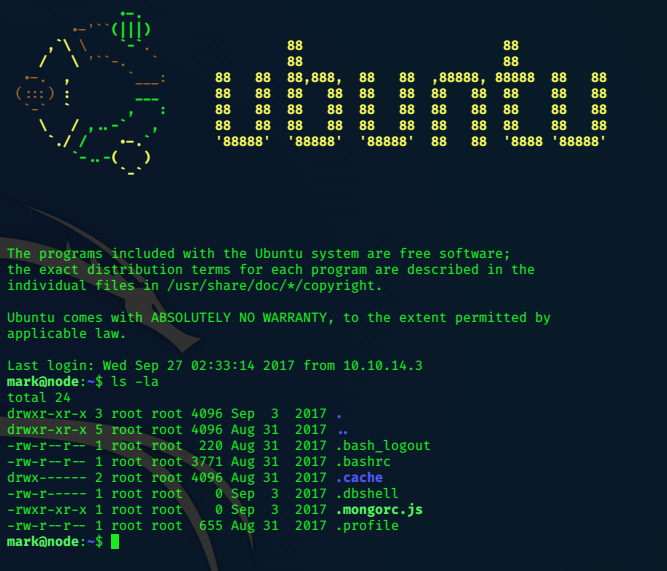 The programs included with the Ubuntu system are free software;
the exact distribution terms for each program are described in the
individual files in /usr/share/doc/*/copyright.
Ubuntu comes with ABSOLUTELY NO WARRANTY, to the extent permitted by
applicable law.
Last login: Wed Sep 27 02:33:14 2017 from 10.10.14.3
mark@node:~$ ls -la
total 24
drwxr-xr-x 3 root root 4096 Sep  3  2017 .
drwxr-xr-x 5 root root 4096 Aug 31  2017 ..
-rw-r--r-- 1 root root  220 Aug 31  2017 .bash_logout
-rw-r--r-- 1 root root 3771 Aug 31  2017 .bashrc
drwx------ 2 root root 4096 Aug 31  2017 .cache
-rw-r----- 1 root root    0 Sep  3  2017 .dbshell
-rwxr-xr-x 1 root root    0 Sep  3  2017 .mongorc.js
-rw-r--r-- 1 root root  655 Aug 31  2017 .profile
mark@node:~$